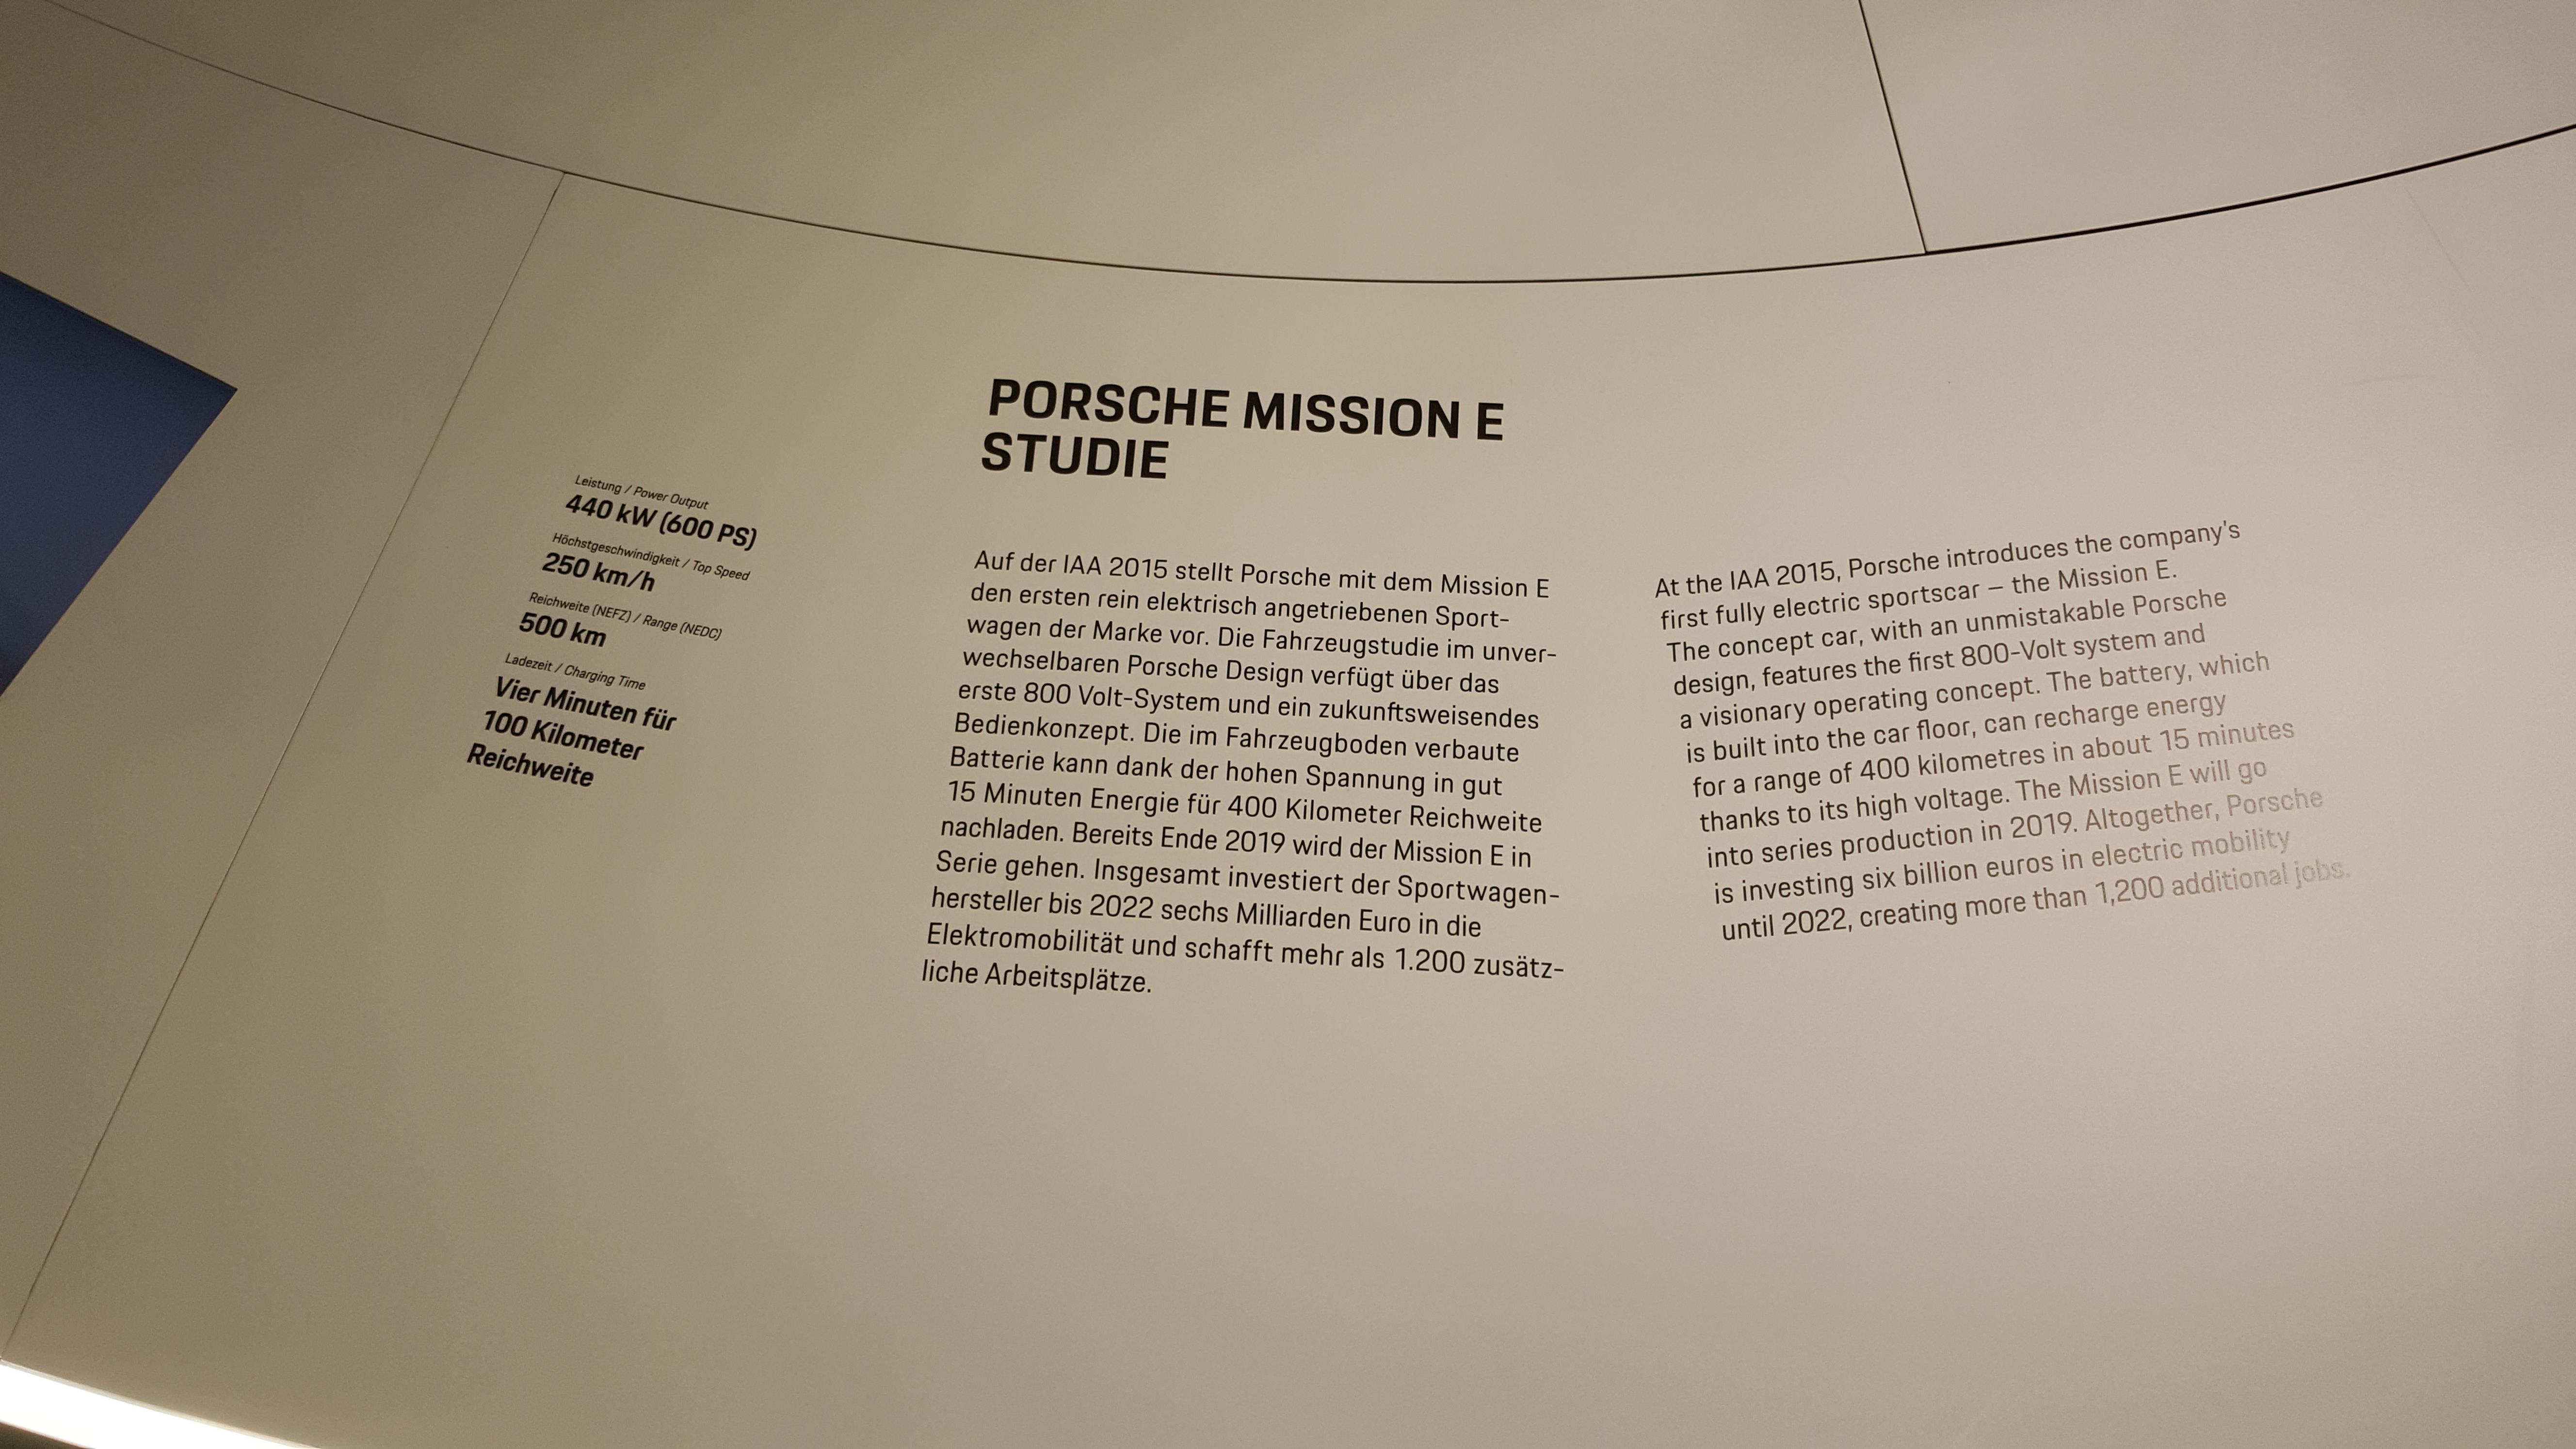 PORSCHE MISSION E
STUDIE
Leistung / Power Output
440 kW (600 PS)
Höchstgeschwindigkeit / Top Speed
250 km/h
Reichweite (NEFZ) / Range (NEDC)
500 km
Ladezeit / Charging Time
Vier Minuten für
100 Kilometer
Reichweite
Auf der IAA 2015 stellt Porsche mit dem Mission E
den ersten rein elektrisch angetriebenen Sport-
wagen der Marke vor. Die Fahrzeugstudie im unver-
wechselbaren Porsche Design verfügt über das
erste 800 Volt-System und ein zukunftsweisendes
Bedienkonzept. Die im Fahrzeugboden verbaute
Batterie kann dank der hohen Spannung in gut
15 Minuten Energie für 400 Kilometer Reichweite
nachladen. Bereits Ende 2019 wird der Mission E in
Serie gehen. Insgesamt investiert der Sportwagen-
hersteller bis 2022 sechs Milliarden Euro in die
Elektromobilität und schafft mehr als 1.200 zusätz-
liche Arbeitsplätze.
At the IAA 2015, Porsche introduces the company's
first fully electric sportscar – the Mission E.
The concept car, with an unmistakable Porsche
design, features the first 800-Volt system and
a visionary operating concept. The battery, which
is built into the car floor, can recharge energy
for a range of 400 kilometres in about 15 minutes
thanks to its high voltage. The Mission E will go
into series production in 2019. Altogether, Porsche
is investing six billion euros in electric mobility
until 2022, creating more than 1,200 additional jobs.